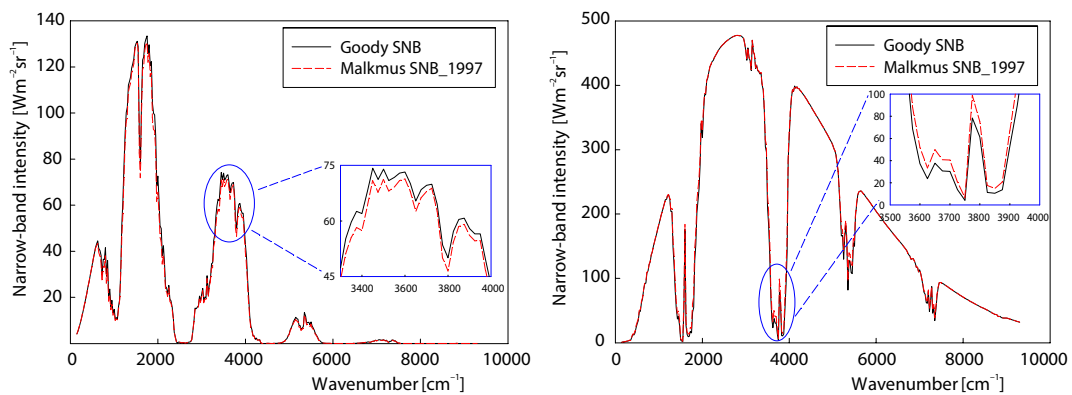 Narrow-band intensity [Wm⁻²sr⁻¹]
140
120
100
80
60
40
20
0 2000 4000 6000 8000 10000
Wavenumber [cm⁻¹]
Goody SNB
Malkmus SNB_1997
75
60
45
3400 3600 3800 4000
Narrow-band intensity [Wm⁻²sr⁻¹]
500
400
300
200
100
0
0 2000 4000 6000 8000 10000
Wavenumber [cm⁻¹]
Goody SNB
Malkmus SNB_1997
100
80
60
40
20
0
3500 3600 3700 3800 3900 4000